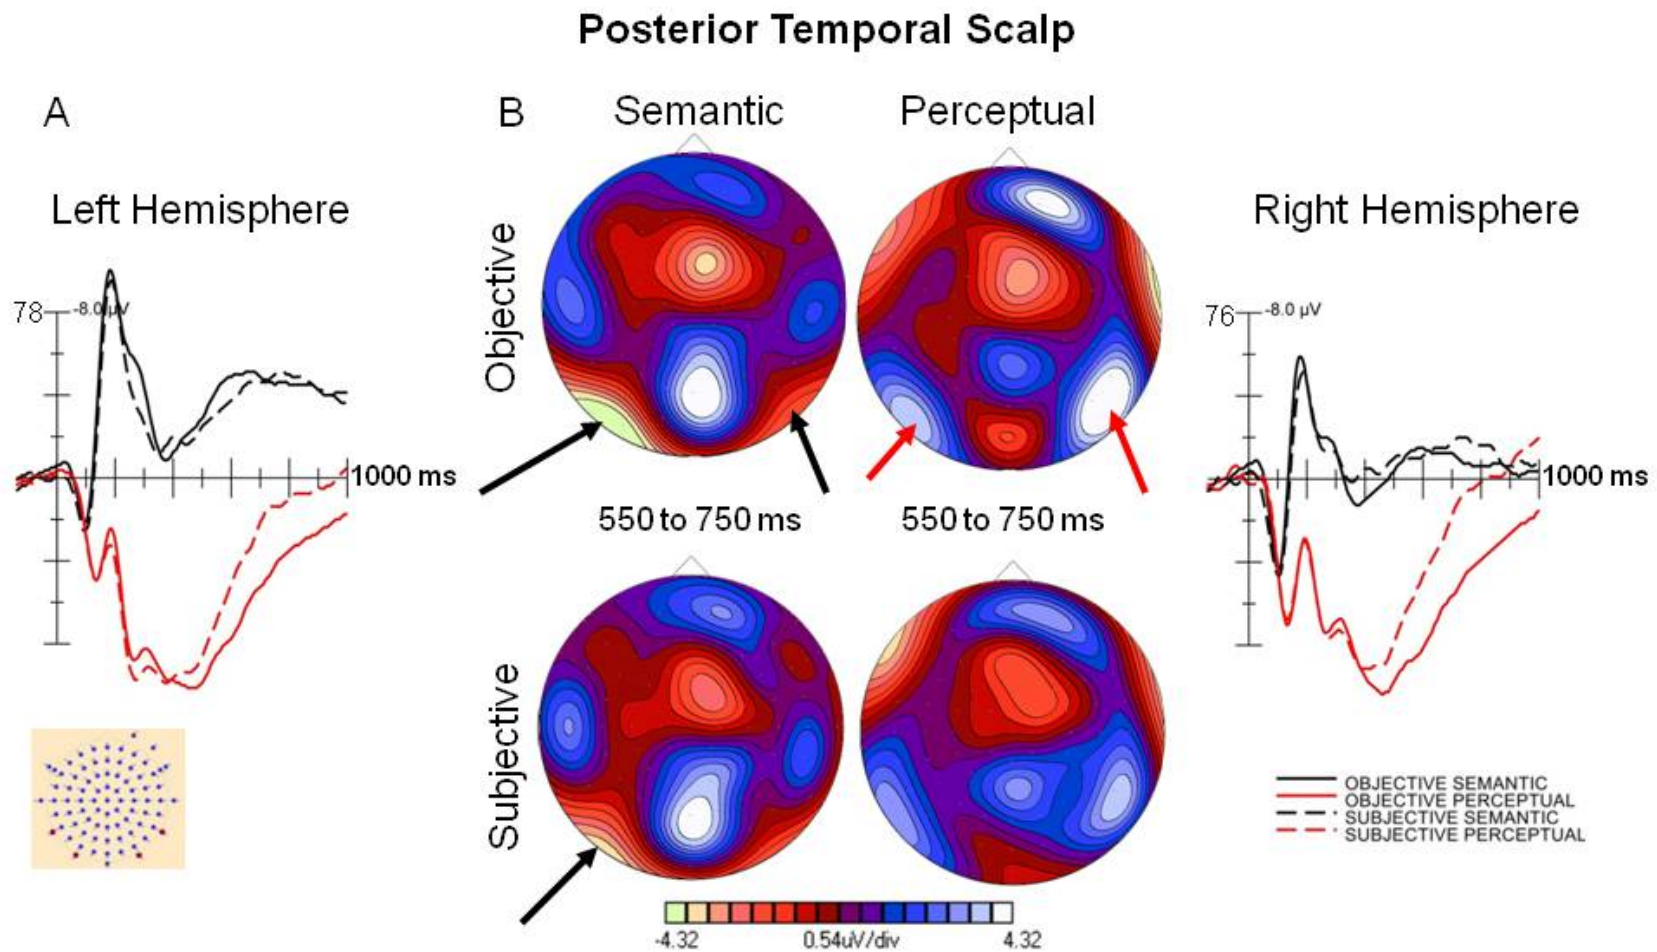 Posterior Temporal Scalp
A
B
Semantic
Perceptual
Left Hemisphere
Right Hemisphere
Objective
78
-8.0 µV
76
-8.0 µV
1000 ms
1000 ms
550 to 750 ms
550 to 750 ms
Subjective
OBJECTIVE SEMANTIC
OBJECTIVE PERCEPTUAL
SUBJECTIVE SEMANTIC
SUBJECTIVE PERCEPTUAL
-4.32
0.54uV/div
4.32